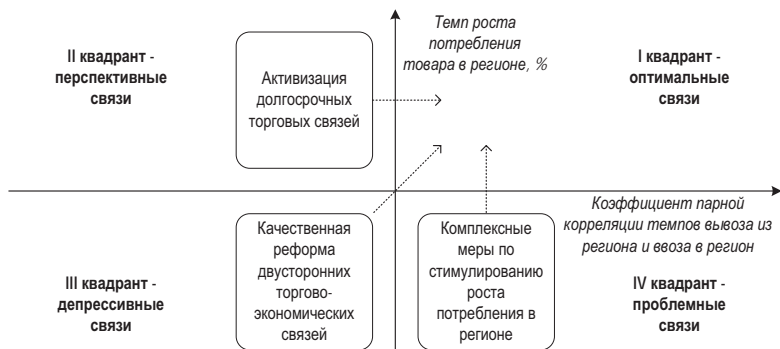 II квадрант -
перспективные
связи
Активизация
долгосрочных
торговых связей
Темп роста
потребления
товара в регионе, %
I квадрант -
оптимальные
связи
Коэффициент парной
корреляции темпов вывоза из
региона и ввоза в регион
III квадрант -
депрессивные
связи
Качественная
реформа
двусторонних
торгово-
экономических
связей
Комплексные
меры по
стимулированию
роста
потребления в
регионе
IV квадрант -
проблемные
связи